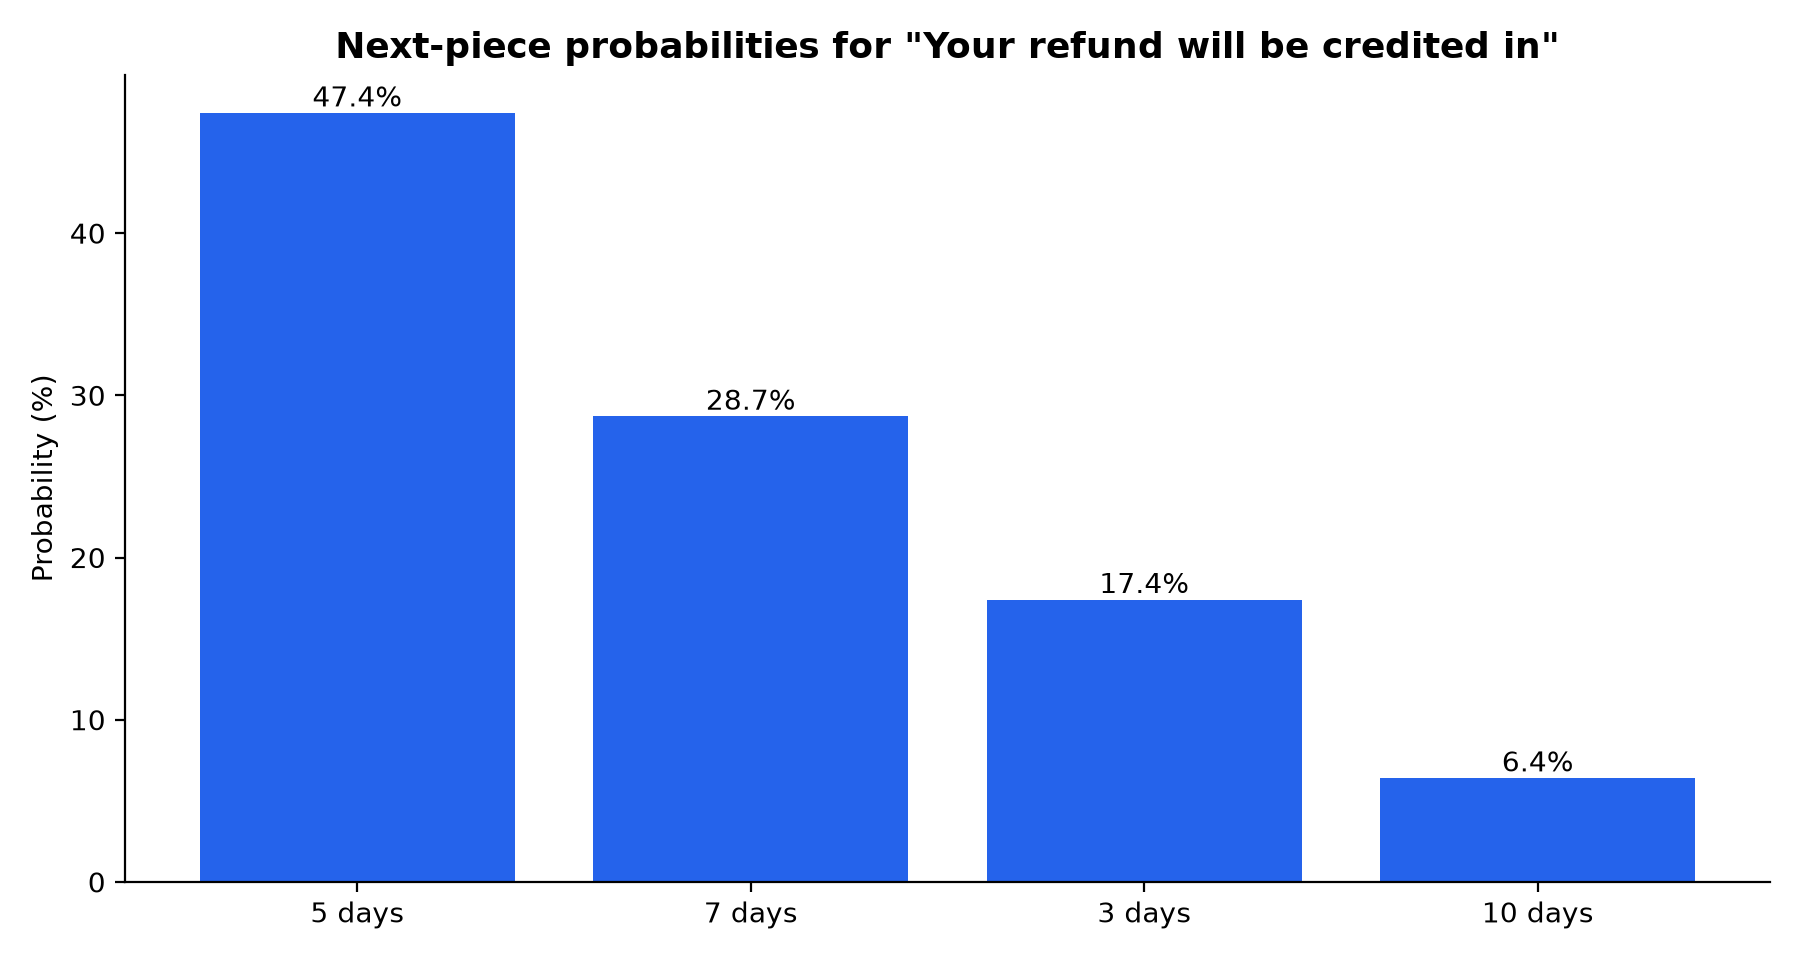 Next-piece probabilities for "Your refund will be credited in"
Probability (%)
40
30
20
10
0
47.4%
28.7%
17.4%
6.4%
5 days
7 days
3 days
10 days